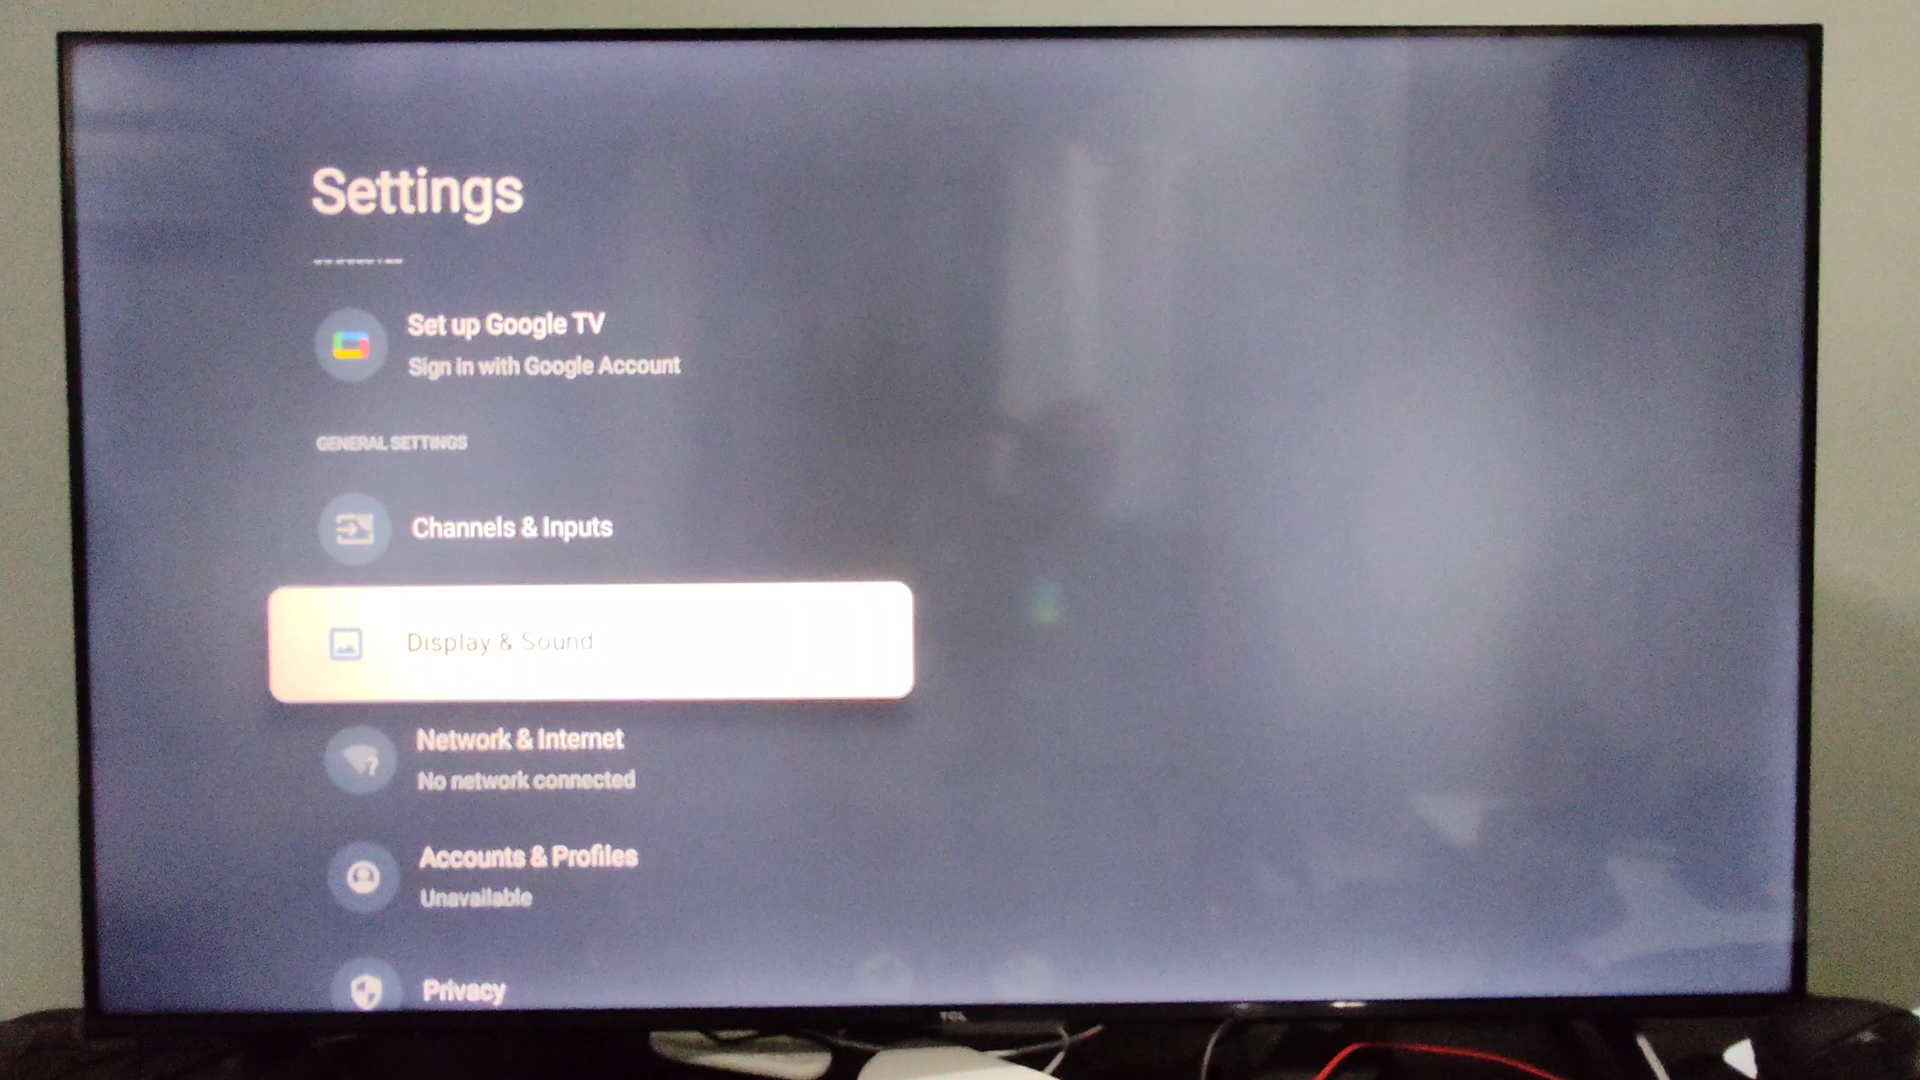 Settings
Set up Google TV
Sign in with Google Account
GENERAL SETTINGS
Channels & Inputs
Display & Sound
Network & Internet
No network connected
Accounts & Profiles
Unavailable
Privacy
TCL